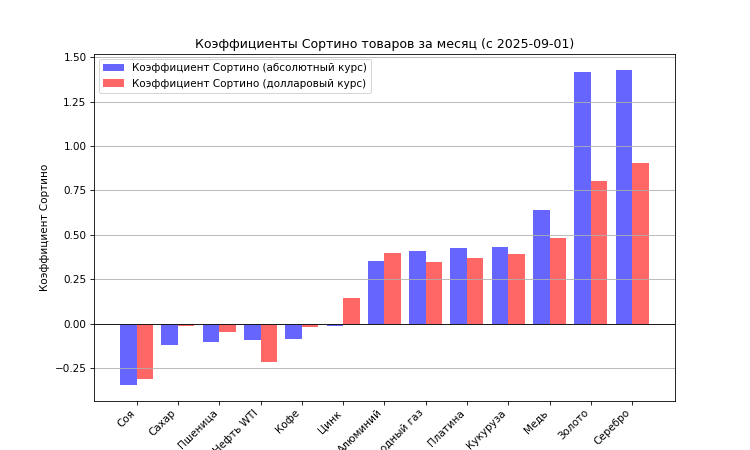 Коэффициенты Сортино товаров за месяц (с 2025-09-01)
Коэффициент Сортино (абсолютный курс)
Коэффициент Сортино (долларовый курс)
Коэффициент Сортино
1.50
1.25
1.00
0.75
0.50
0.25
0.00
−0.25
Соя
Сахар
Пшеница
Нефть WTI
Кофе
Цинк
Алюминий
газ
Платина
Кукуруза
Медь
Золото
Серебро